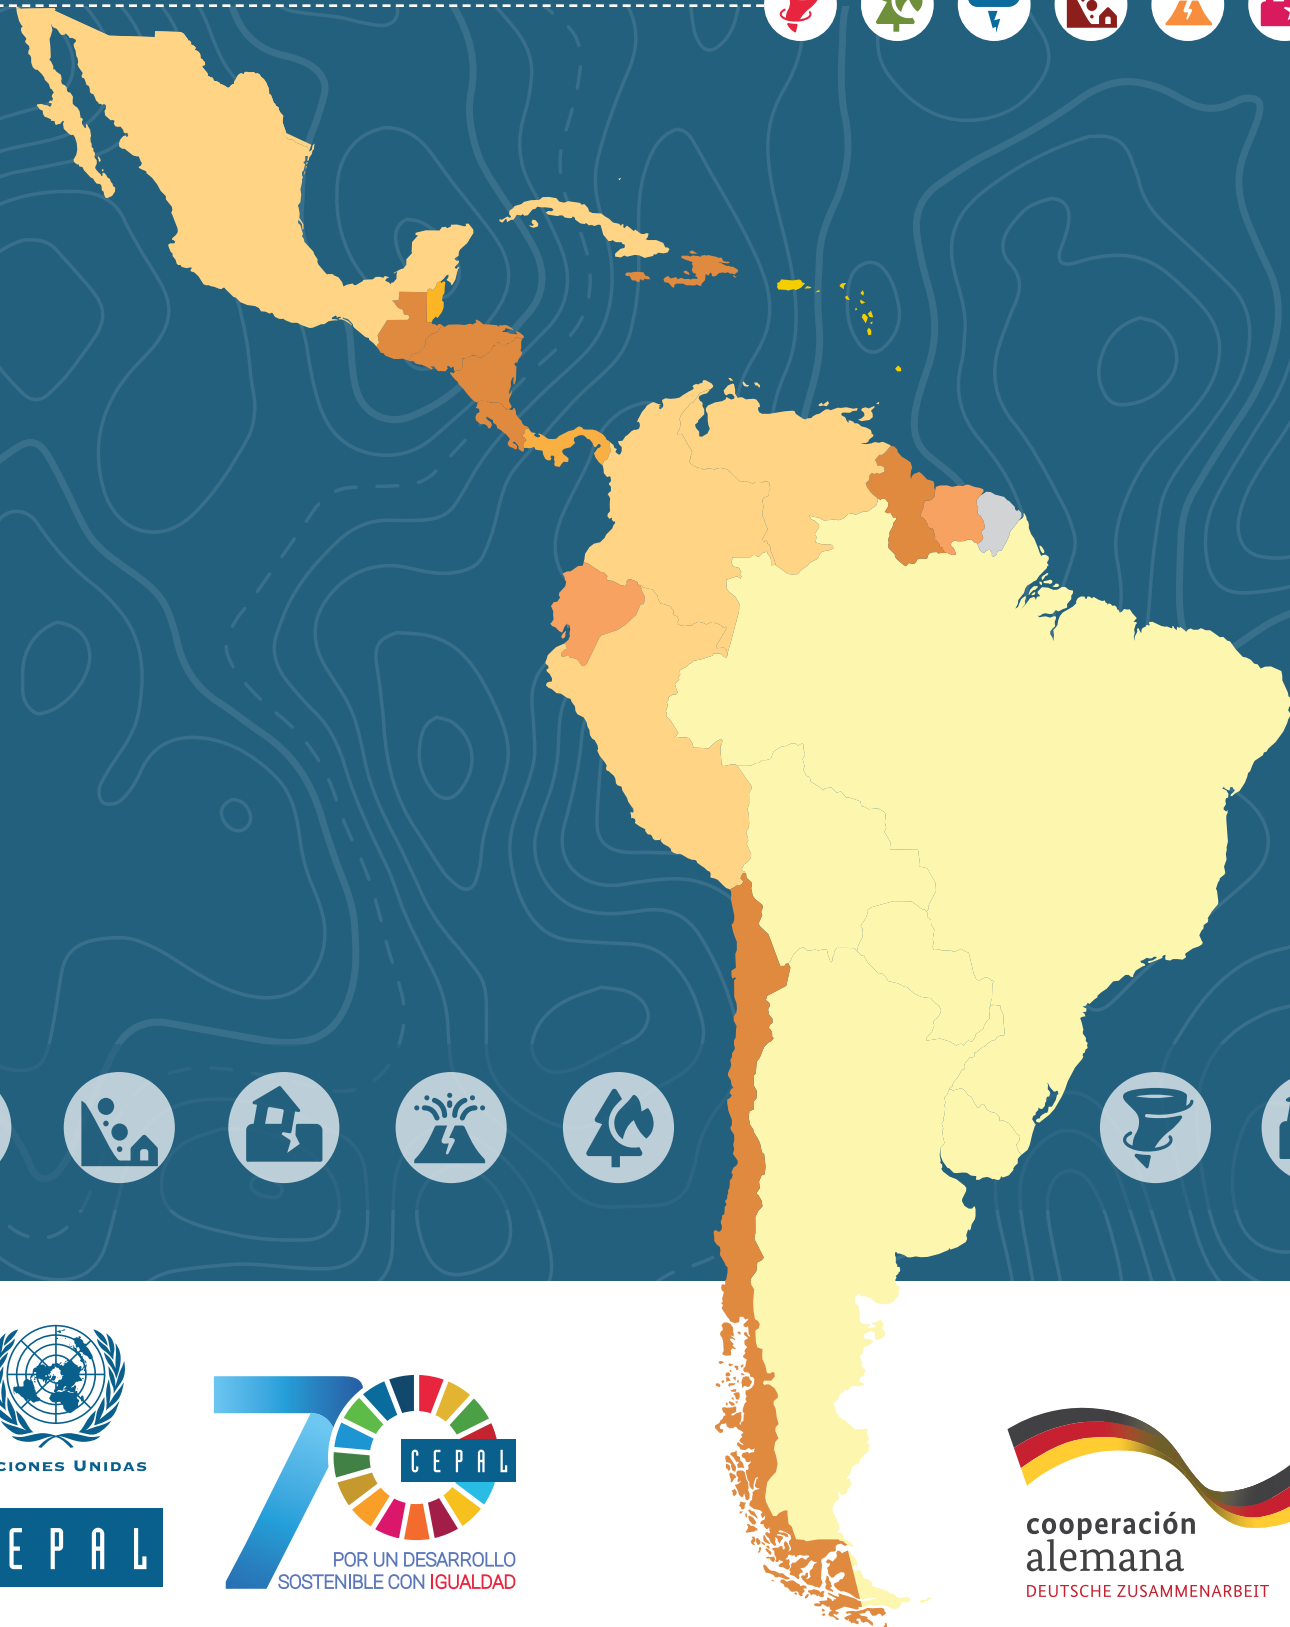 CIONES UNIDAS
EPAL
CEPAL
POR UN DESARROLLO
SOSTENIBLE CON IGUALDAD
cooperación
alemana
DEUTSCHE ZUSAMMENARBEIT